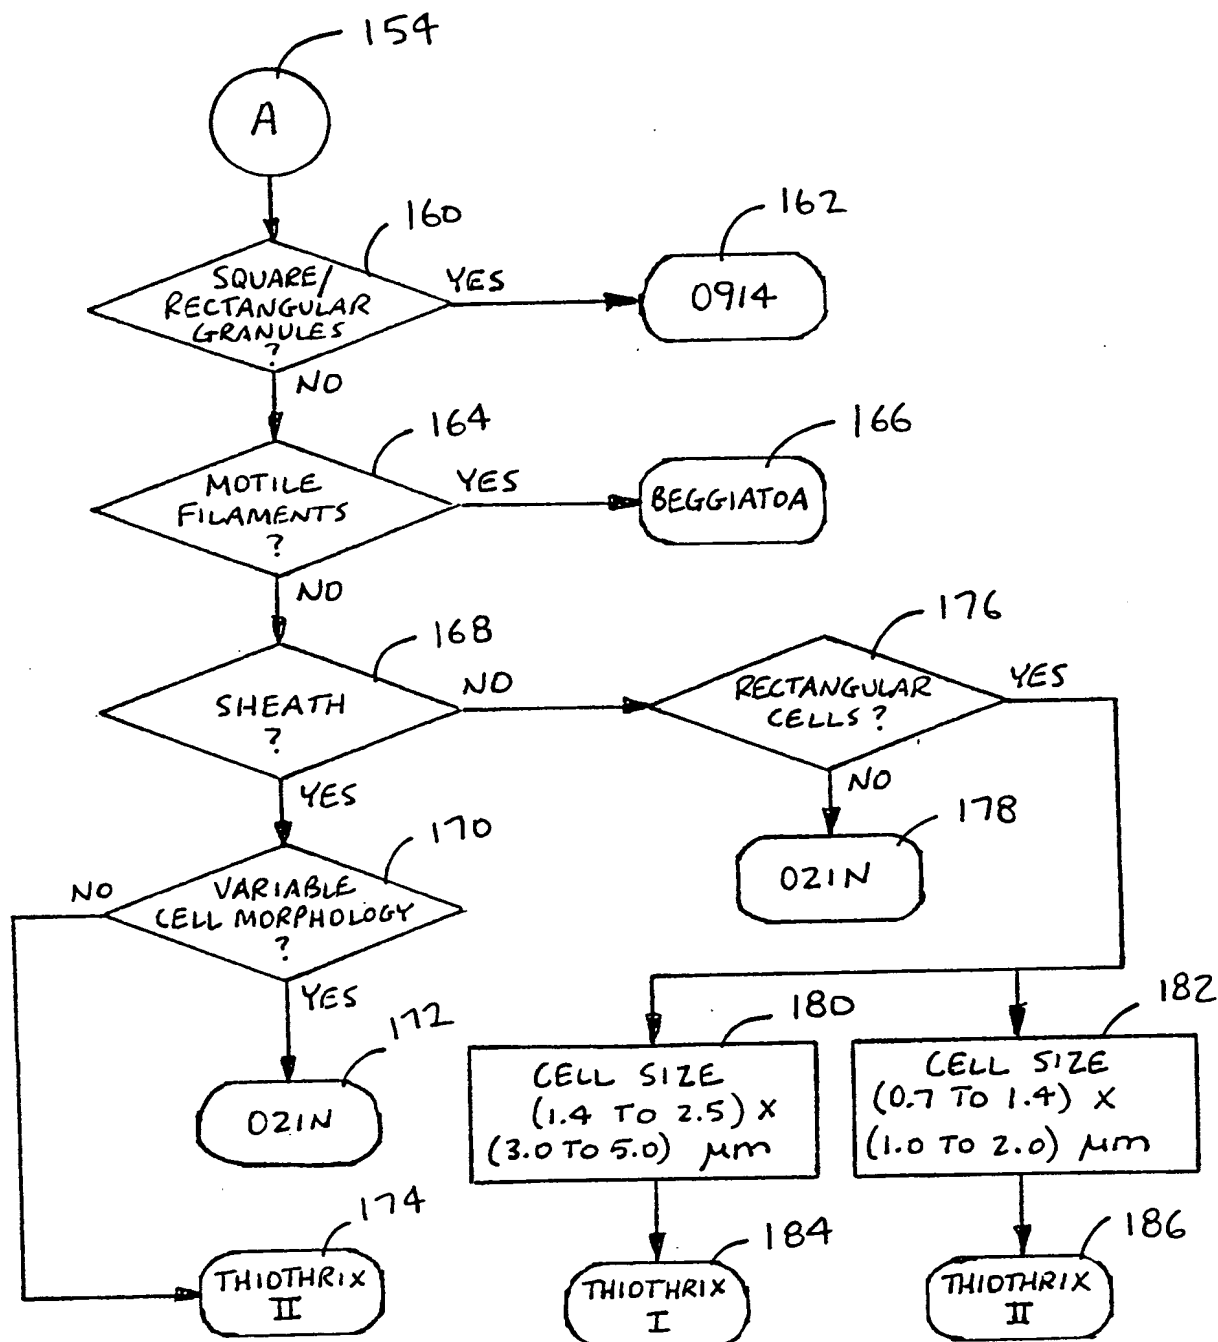 154
A
160
SQUARE/
RECTANGULAR
GRANULES
?
YES
162
0914
NO
164
MOTILE
FILAMENTS
?
YES
166
BEGGIATOA
NO
168
SHEATH
?
NO
176
RECTANGULAR
CELLS?
YES
NO
178
021N
YES
170
VARIABLE
CELL MORPHOLOGY
?
NO
YES
172
021N
174
THIOTHRIX
II
180
CELL SIZE
(1.4 TO 2.5) X
(3.0 TO 5.0) μm
182
CELL SIZE
(0.7 TO 1.4) X
(1.0 TO 2.0) μm
184
THIOTHRIX
I
186
THIOTHRIX
II